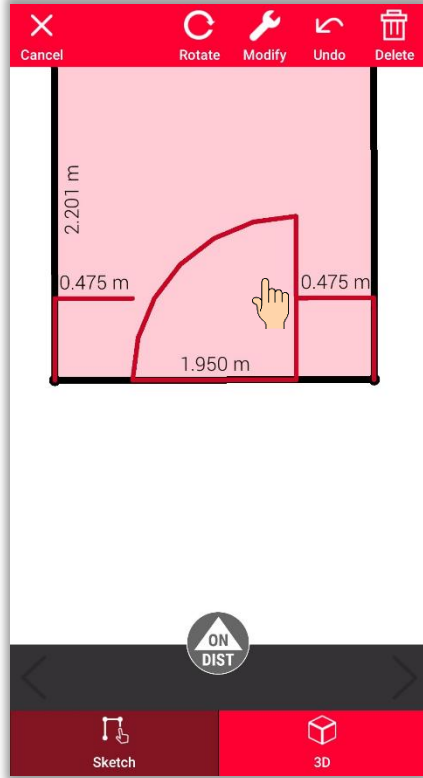 Cancel
Rotate
Modify
Undo
Delete
2.201 m
0.475 m
0.475 m
1.950 m
ON
DIST
Sketch
3D